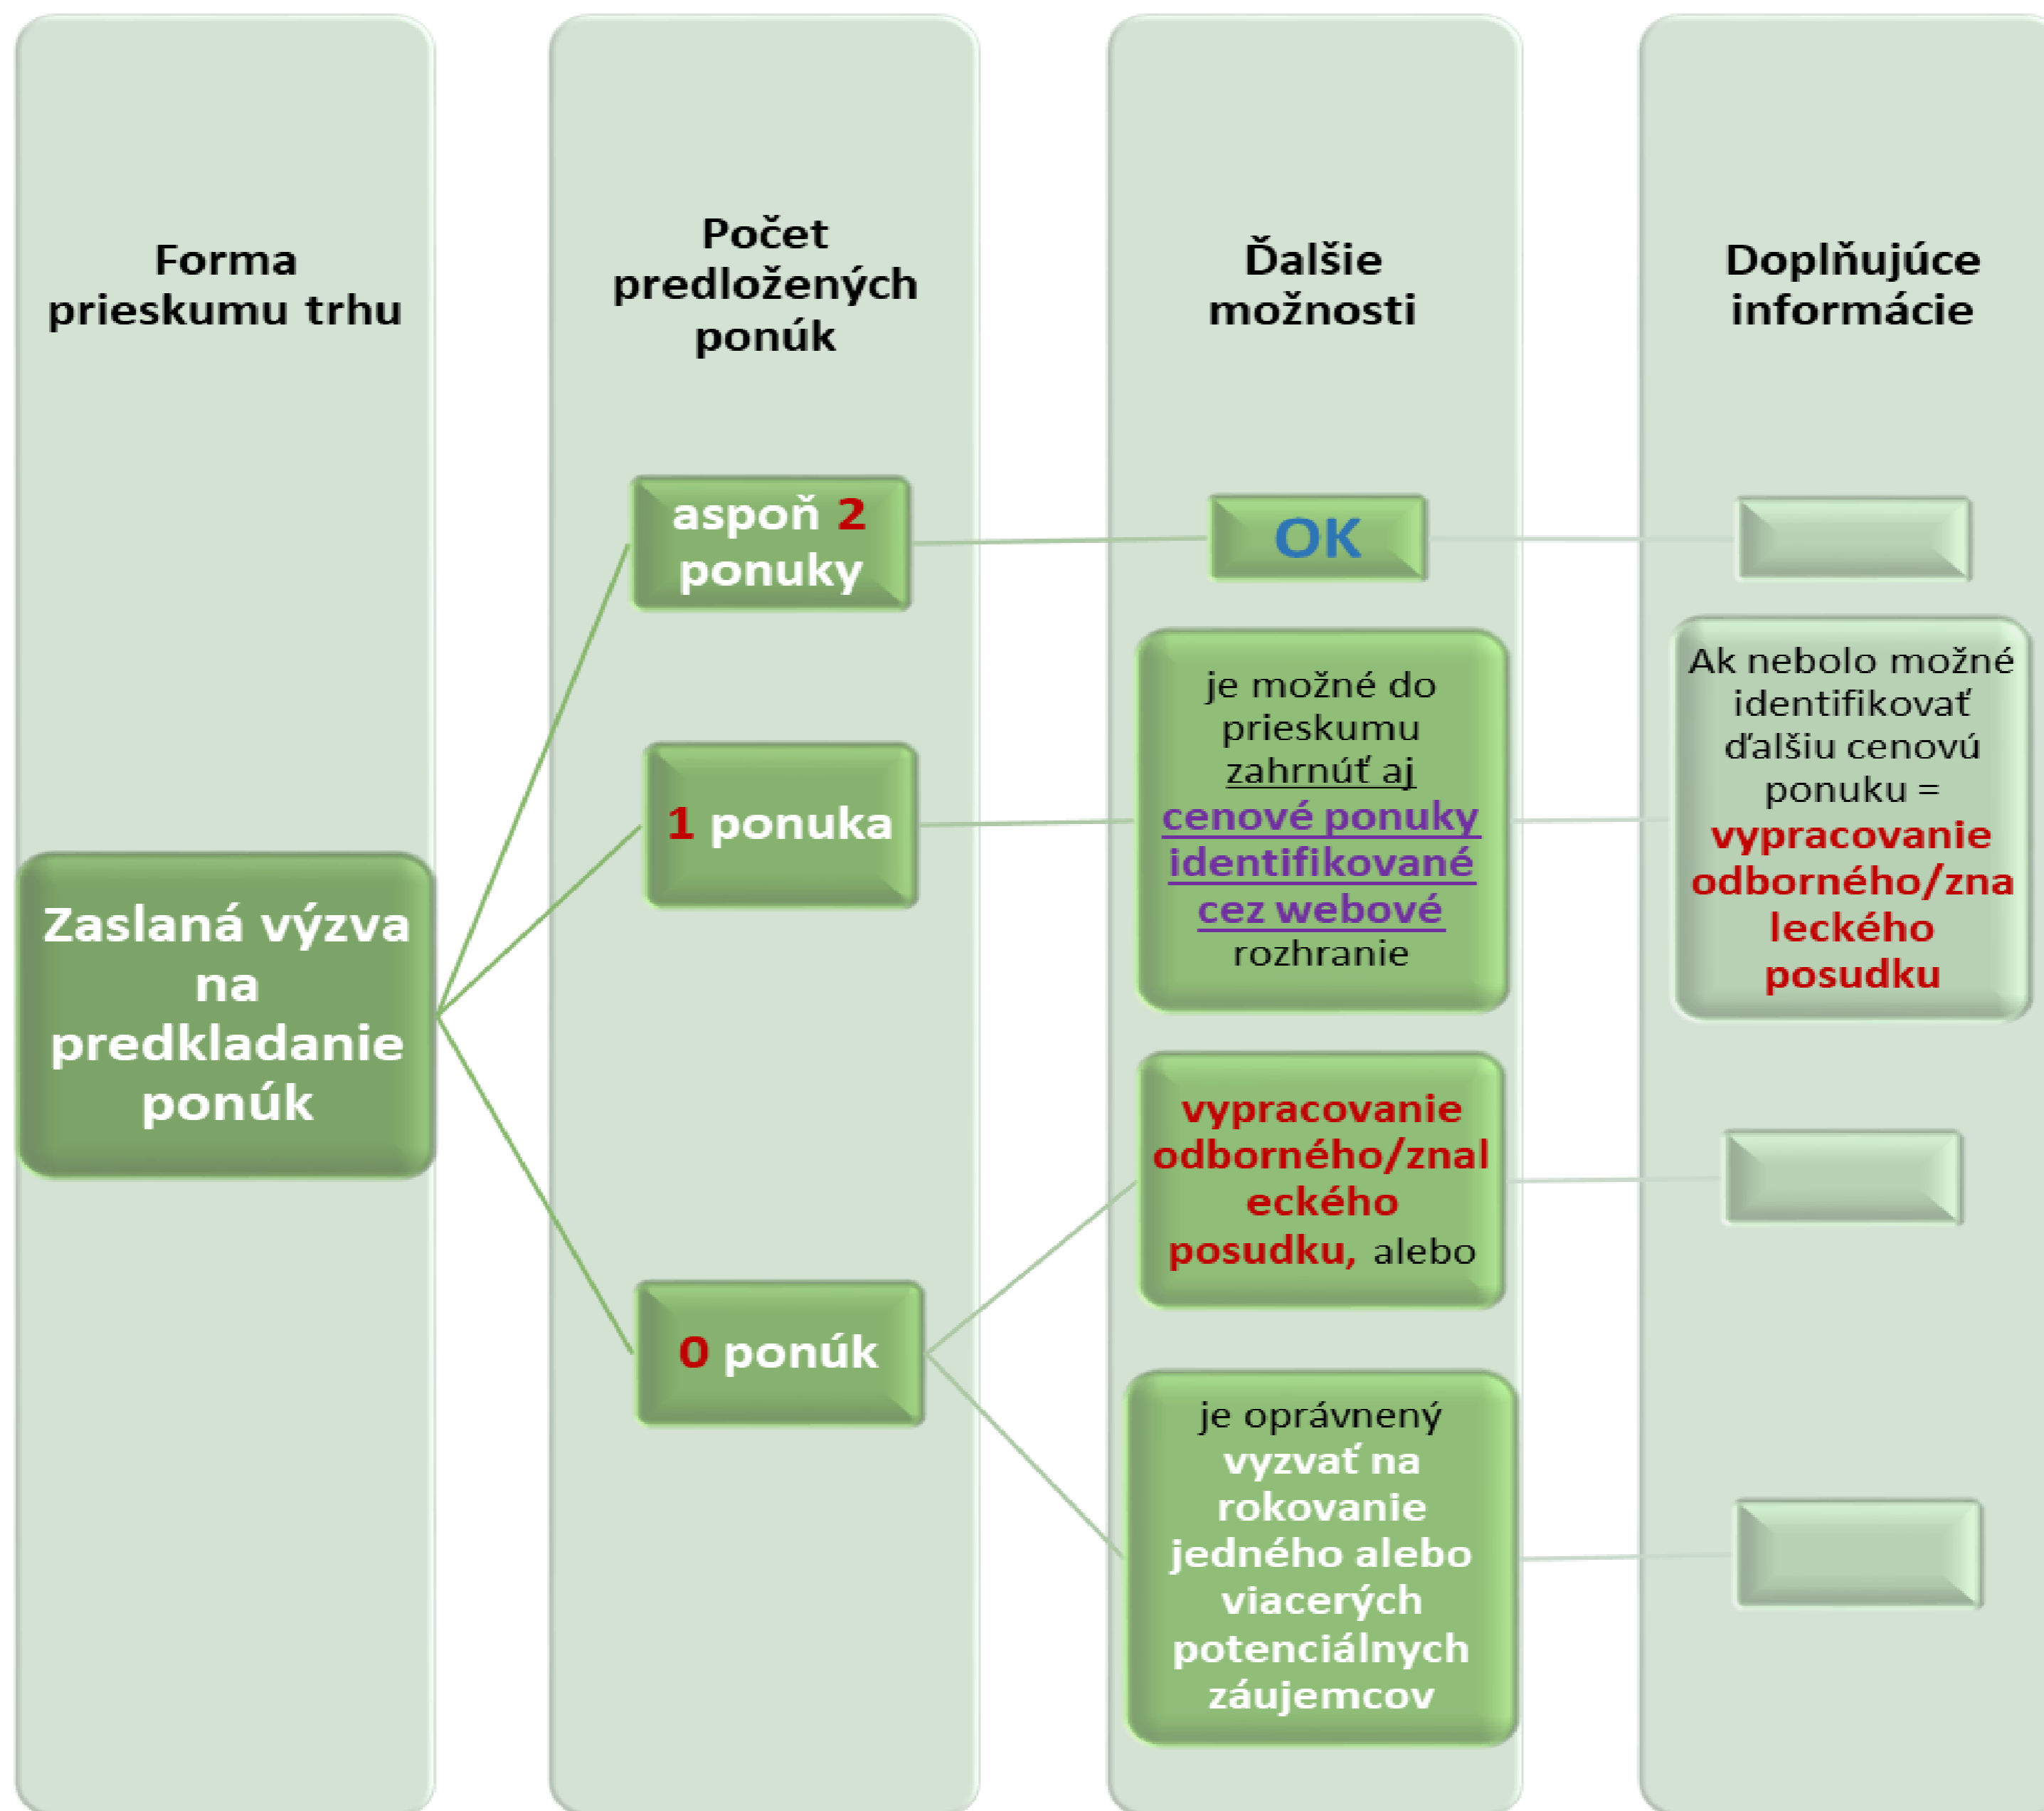 Forma
prieskumu trhu
Počet
predložených
ponúk
Ďalšie
možnosti
Doplňujúce
informácie
Zaslaná výzva
na
predkladanie
ponúk
aspoň 2
ponuky
OK
1 ponuka
je možné do
prieskumu
zahrnúť aj
cenové ponuky
identifikované
cez webové
rozhranie
Ak nebolo možné
identifikovať
ďalšiu cenovú
ponuku =
vypracovanie
odborného/zna
leckého
posudku
0 ponúk
vypracovanie
odborného/znal
eckého
posudku, alebo
je oprávnený
vyzvať na
rokovanie
jedného alebo
viacerých
potenciálnych
záujemcov